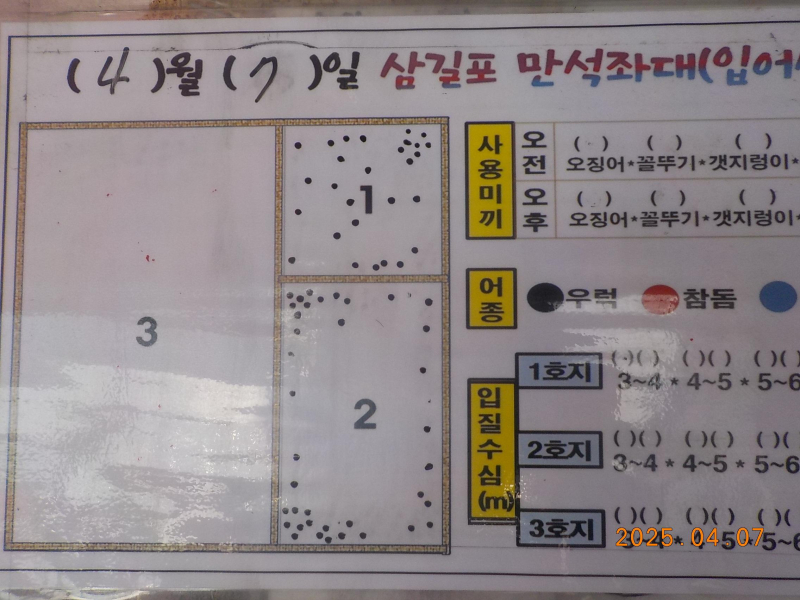 (4)월 (7)일 삼길포 만석좌대(입어
1
2
3
사용미끼
오전
( ) ( ) ( )
오징어*꼴뚜기*갯지렁이*
오후
( ) ( ) ( )
오징어*꼴뚜기*갯지렁이*
어종
우럭 참돔
입질수심(m)
1호지
( )( ) ( )( ) ( )(
3~4 * 4~5 * 5~6
2호지
( )( ) ( )( ) ( )(
3~4 * 4~5 * 5~6
3호지
( )( ) ( )( ) ( )(
2025.04.07